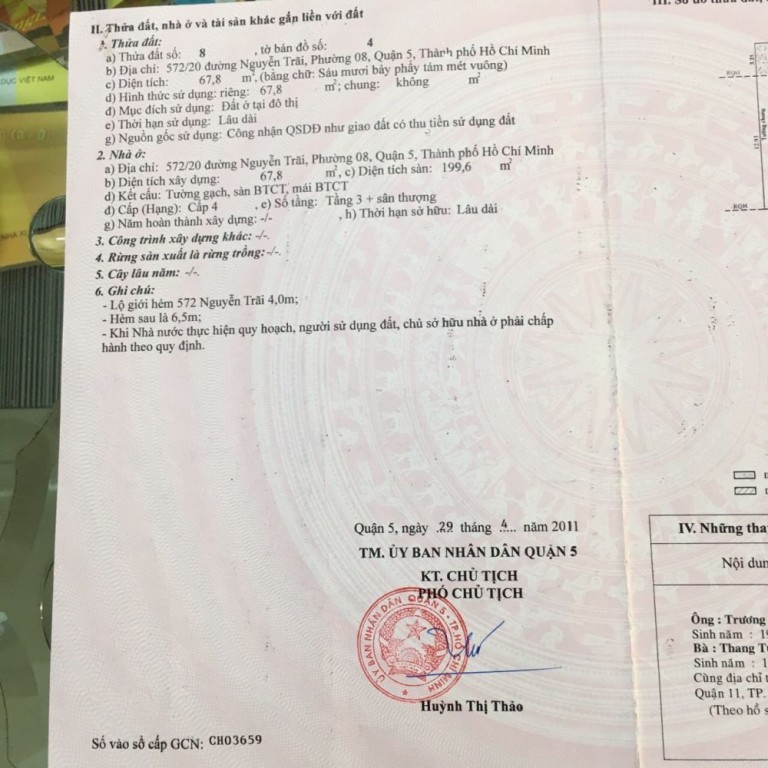 II. Thửa đất, nhà ở và tài sản khác gắn liền với đất
1. Thửa đất:
a) Thửa đất số: 8 , tờ bản đồ số: 4
b) Địa chỉ: 572/20 đường Nguyễn Trãi, Phường 08, Quận 5, Thành phố Hồ Chí Minh
c) Diện tích: 67,8 m², (bằng chữ: Sáu mươi bảy phẩy tám mét vuông)
d) Hình thức sử dụng: riêng: 67,8 m²; chung: không m²
đ) Mục đích sử dụng: Đất ở tại đô thị
e) Thời hạn sử dụng: Lâu dài
g) Nguồn gốc sử dụng: Công nhận QSDĐ như giao đất có thu tiền sử dụng đất
2. Nhà ở:
a) Địa chỉ: 572/20 đường Nguyễn Trãi, Phường 08, Quận 5, Thành phố Hồ Chí Minh
b) Diện tích xây dựng: 67,8 m², c) Diện tích sàn: 199,6 m²
d) Kết cấu: Tường gạch, sàn BTCT, mái BTCT
đ) Cấp (Hạng): Cấp 4 , e) Số tầng: Tầng 3 + sân thượng
g) Năm hoàn thành xây dựng: -/- , h) Thời hạn sở hữu: Lâu dài
3. Công trình xây dựng khác: -/-.
4. Rừng sản xuất là rừng trồng: -/-.
5. Cây lâu năm: -/-.
6. Ghi chú:
- Lộ giới hẻm 572 Nguyễn Trãi 4,0m;
- Hẻm sau là 6,5m;
- Khi Nhà nước thực hiện quy hoạch, người sử dụng đất, chủ sở hữu nhà ở phải chấp
hành theo quy định.
Quận 5, ngày 29 tháng 4 năm 2011
TM. ỦY BAN NHÂN DÂN QUẬN 5
KT. CHỦ TỊCH
PHÓ CHỦ TỊCH
ỦY BAN NHÂN DÂN QUẬN 5 - TP. HỒ CHÍ MINH
Huỳnh Thị Thảo
Số vào sổ cấp GCN: CH03659
IV. Những tha
Nội dun
Ông : Trương
Sinh năm : 19
Bà : Thang T
Sinh năm : 1
Cùng địa chỉ
Quận 11, TP.
(Theo hồ s
DỤC VIỆT NAM